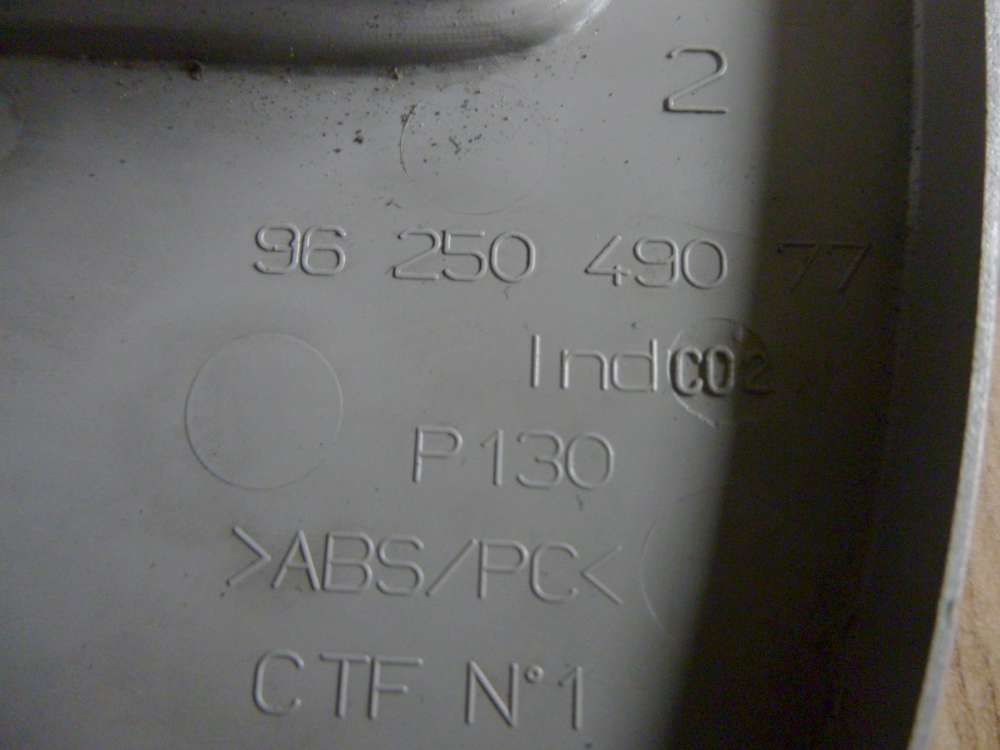 2
96 250 490 77
Ind C02
P130
>ABS/PC<
CTF N°1